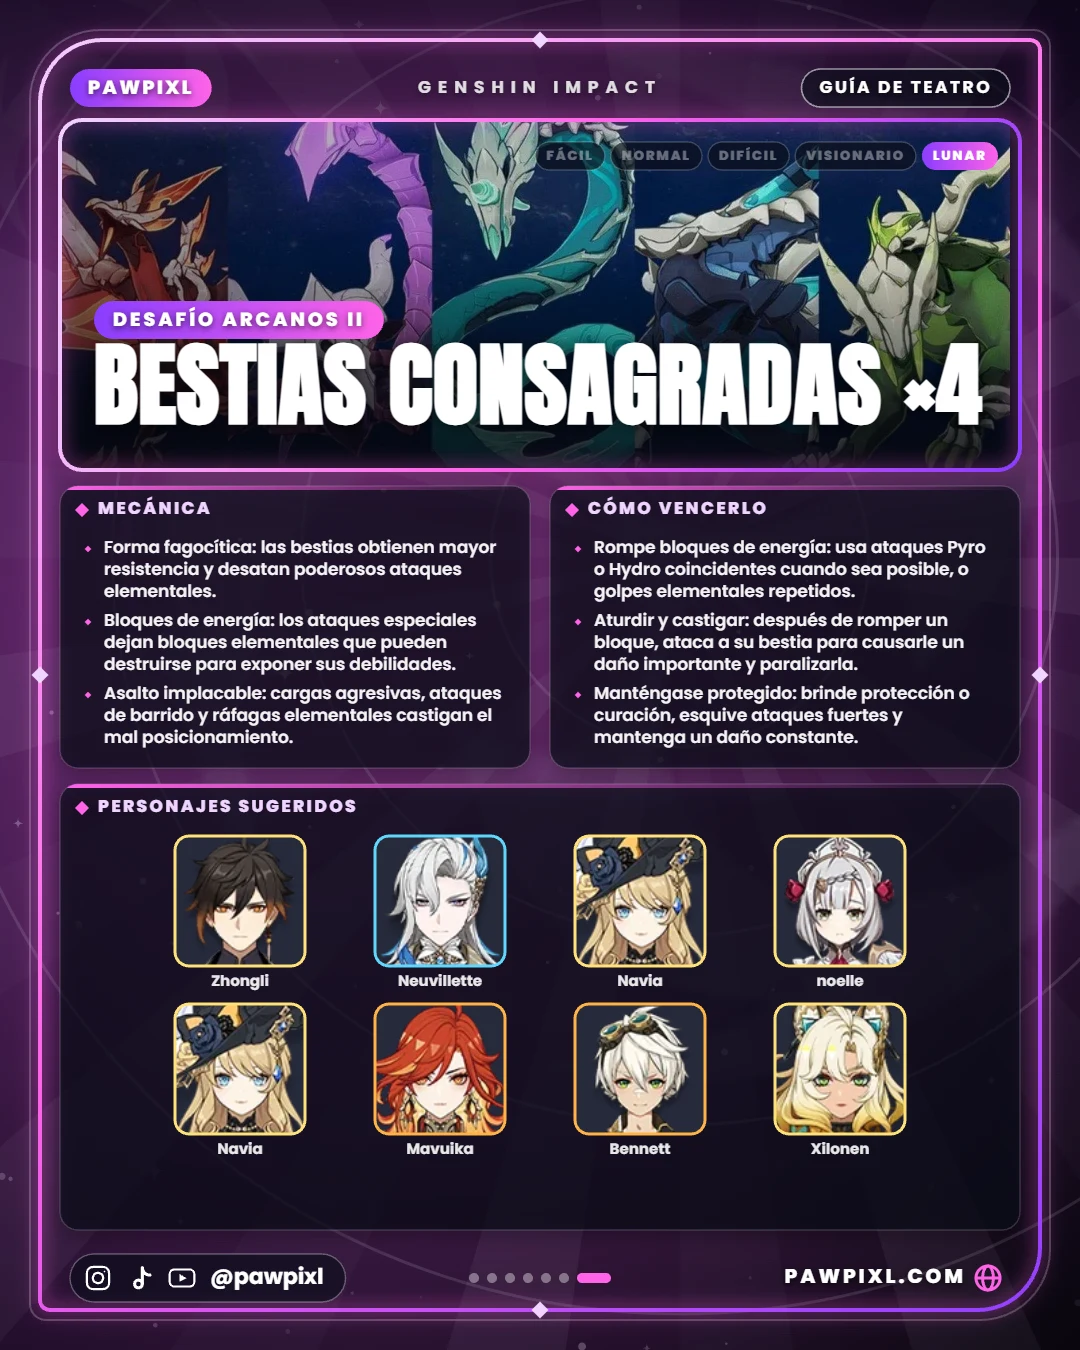 PAWPIXL
GENSHIN IMPACT
GUÍA DE TEATRO
FÁCIL
NORMAL
DIFÍCIL
VISIONARIO
LUNAR
DESAFÍO ARCANOS II
BESTIAS CONSAGRADAS ×4
MECÁNICA
Forma fagocítica: las bestias obtienen mayor
resistencia y desatan poderosos ataques
elementales.
Bloques de energía: los ataques especiales
dejan bloques elementales que pueden
destruirse para exponer sus debilidades.
Asalto implacable: cargas agresivas, ataques
de barrido y ráfagas elementales castigan el
mal posicionamiento.
CÓMO VENCERLO
Rompe bloques de energía: usa ataques Pyro
o Hydro coincidentes cuando sea posible, o
golpes elementales repetidos.
Aturdir y castigar: después de romper un
bloque, ataca a su bestia para causarle un
daño importante y paralizarla.
Manténgase protegido: brinde protección o
curación, esquive ataques fuertes y
mantenga un daño constante.
PERSONAJES SUGERIDOS
Zhongli
Neuvillette
Navia
noelle
Navia
Mavuika
Bennett
Xilonen
@pawpixl
PAWPIXL.COM